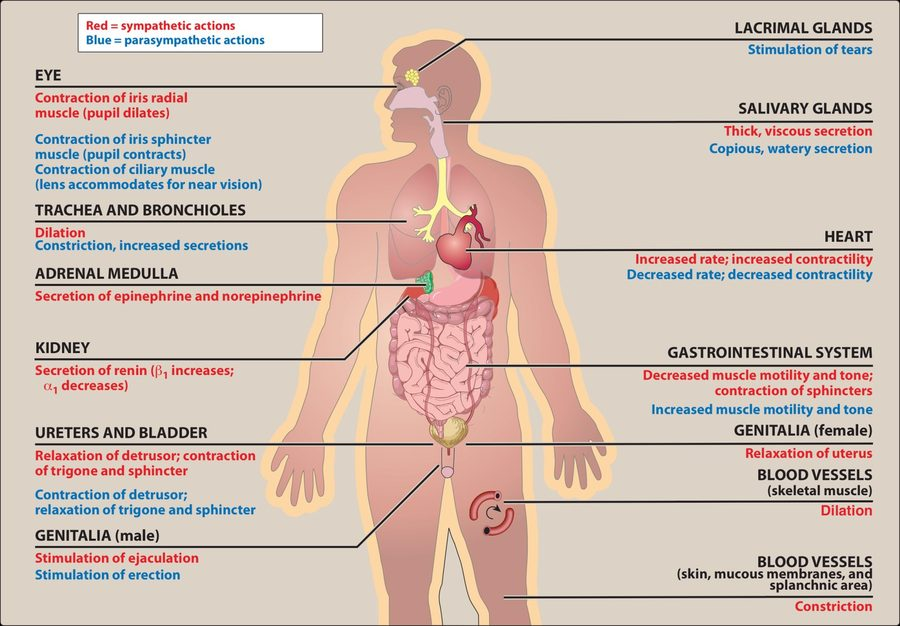 Red = sympathetic actions
Blue = parasympathetic actions
EYE
Contraction of iris radial
muscle (pupil dilates)
Contraction of iris sphincter
muscle (pupil contracts)
Contraction of ciliary muscle
(lens accommodates for near vision)
TRACHEA AND BRONCHIOLES
Dilation
Constriction, increased secretions
ADRENAL MEDULLA
Secretion of epinephrine and norepinephrine
KIDNEY
Secretion of renin (β₁ increases;
α₁ decreases)
URETERS AND BLADDER
Relaxation of detrusor; contraction
of trigone and sphincter
Contraction of detrusor;
relaxation of trigone and sphincter
GENITALIA (male)
Stimulation of ejaculation
Stimulation of erection
LACRIMAL GLANDS
Stimulation of tears
SALIVARY GLANDS
Thick, viscous secretion
Copious, watery secretion
HEART
Increased rate; increased contractility
Decreased rate; decreased contractility
GASTROINTESTINAL SYSTEM
Decreased muscle motility and tone;
contraction of sphincters
Increased muscle motility and tone
GENITALIA (female)
Relaxation of uterus
BLOOD VESSELS
(skeletal muscle)
Dilation
BLOOD VESSELS
(skin, mucous membranes, and
splanchnic area)
Constriction